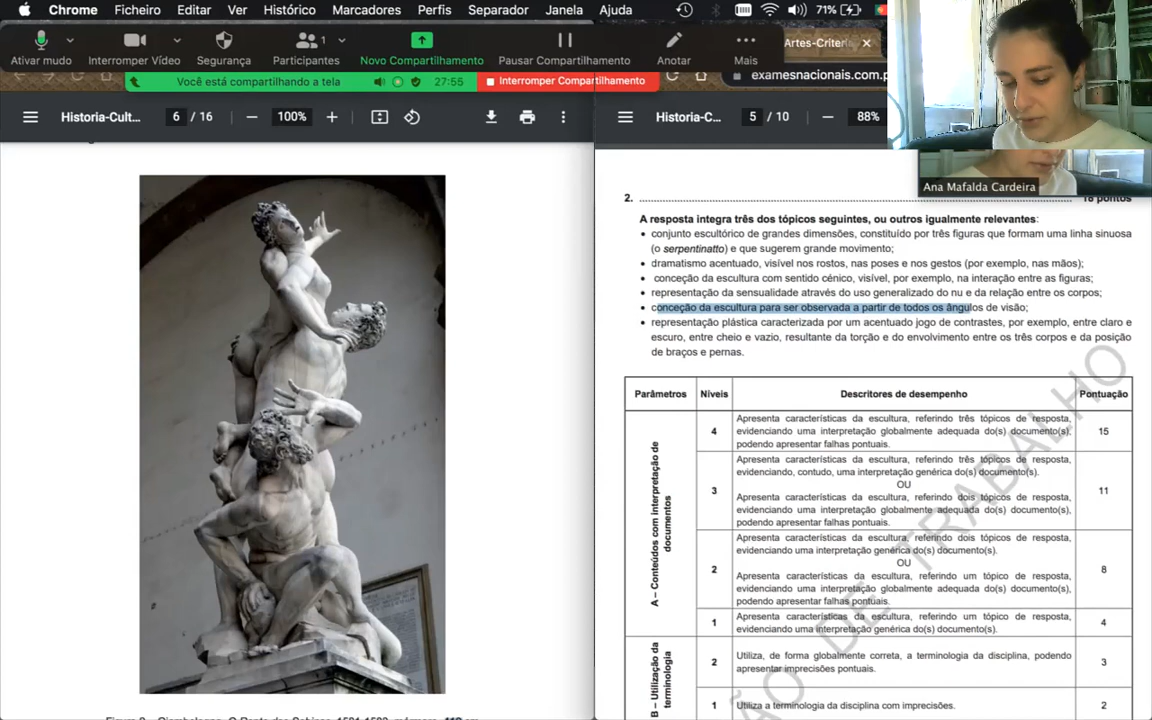 Chrome Ficheiro Editar Ver Histórico Marcadores Perfis Separador Janela Ajuda 71%
1
Ativar mudo Interromper Vídeo Segurança Participantes Novo Compartilhamento Pausar Compartilhamento Anotar Mais
Artes-Criteri
Você está compartilhando a tela 27:55 Interromper Compartilhamento
examesnacionais.com.p
Historia-Cult... 6 / 16 100%
Historia-C... 5 / 10 88%
Ana Mafalda Cardeira
2. 18 pontos
A resposta integra três dos tópicos seguintes, ou outros igualmente relevantes:
• conjunto escultórico de grandes dimensões, constituído por três figuras que formam uma linha sinuosa
(o serpentinatto) e que sugerem grande movimento;
• dramatismo acentuado, visível nos rostos, nas poses e nos gestos (por exemplo, nas mãos);
• conceção da escultura com sentido cénico, visível, por exemplo, na interação entre as figuras;
• representação da sensualidade através do uso generalizado do nu e da relação entre os corpos;
• conceção da escultura para ser observada a partir de todos os ângulos de visão;
• representação plástica caracterizada por um acentuado jogo de contrastes, por exemplo, entre claro e
escuro, entre cheio e vazio, resultante da torção e do envolvimento entre os três corpos e da posição
de braços e pernas.
Parâmetros Níveis Descritores de desempenho Pontuação
A – Conteúdos com interpretação de
documentos
4
Apresenta características da escultura, referindo três tópicos de resposta,
evidenciando uma interpretação globalmente adequada do(s) documento(s),
podendo apresentar falhas pontuais.
15
3
Apresenta características da escultura, referindo três tópicos de resposta,
evidenciando, contudo, uma interpretação genérica do(s) documento(s).
OU
Apresenta características da escultura, referindo dois tópicos de resposta,
evidenciando uma interpretação globalmente adequada do(s) documento(s),
podendo apresentar falhas pontuais.
11
2
Apresenta características da escultura, referindo dois tópicos de resposta,
evidenciando uma interpretação genérica do(s) documento(s).
OU
Apresenta características da escultura, referindo um tópico de resposta,
evidenciando uma interpretação globalmente adequada do(s) documento(s),
podendo apresentar falhas pontuais.
8
1
Apresenta características da escultura, referindo um tópico de resposta,
evidenciando uma interpretação genérica do(s) documento(s).
4
B – Utilização da
terminologia
2
Utiliza, de forma globalmente correta, a terminologia da disciplina, podendo
apresentar imprecisões pontuais.
3
1 Utiliza a terminologia da disciplina com imprecisões. 2
ÃO DE TRABALHO